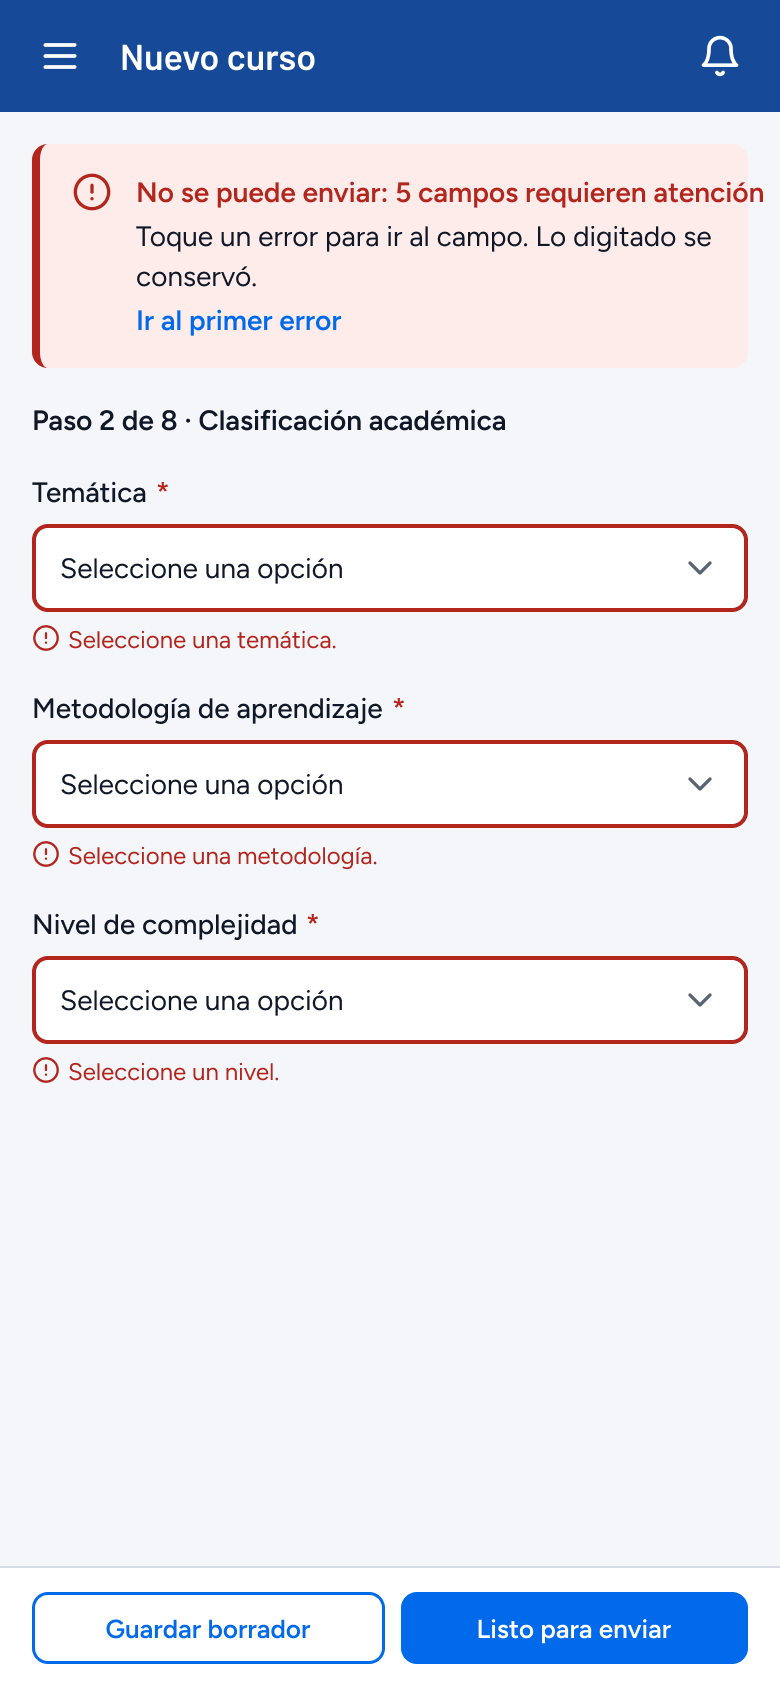 Nuevo curso
No se puede enviar: 5 campos requieren atención
Toque un error para ir al campo. Lo digitado se
conservó.
Ir al primer error
Paso 2 de 8 · Clasificación académica
Temática *
Seleccione una opción
Seleccione una temática.
Metodología de aprendizaje *
Seleccione una opción
Seleccione una metodología.
Nivel de complejidad *
Seleccione una opción
Seleccione un nivel.
Guardar borrador
Listo para enviar